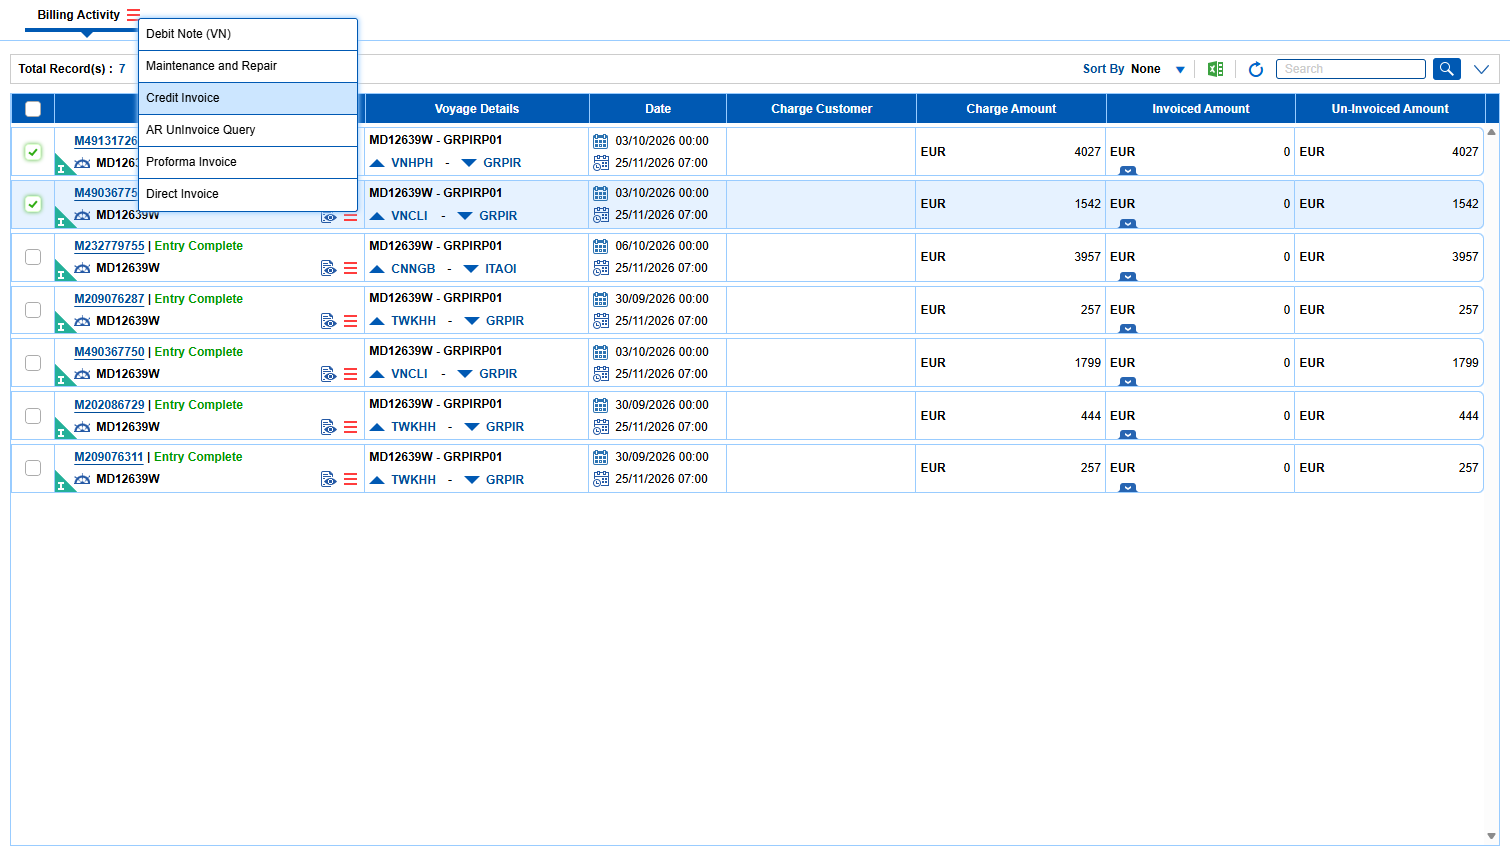 Billing Activity
Debit Note (VN)
Maintenance and Repair
Credit Invoice
AR UnInvoice Query
Proforma Invoice
Direct Invoice
Total Record(s) : 7
Sort By None
Search
Voyage Details Date Charge Customer Charge Amount Invoiced Amount Un-Invoiced Amount
M49131726 MD12639W - GRPIRP01 03/10/2026 00:00 EUR 4027 EUR 0 EUR 4027
I MD1263 VNHPH - GRPIR 25/11/2026 07:00
M49036775 MD12639W - GRPIRP01 03/10/2026 00:00 EUR 1542 EUR 0 EUR 1542
I MD12639W VNCLI - GRPIR 25/11/2026 07:00
M232779755 | Entry Complete MD12639W - GRPIRP01 06/10/2026 00:00 EUR 3957 EUR 0 EUR 3957
I MD12639W CNNGB - ITAOI 25/11/2026 07:00
M209076287 | Entry Complete MD12639W - GRPIRP01 30/09/2026 00:00 EUR 257 EUR 0 EUR 257
I MD12639W TWKHH - GRPIR 25/11/2026 07:00
M490367750 | Entry Complete MD12639W - GRPIRP01 03/10/2026 00:00 EUR 1799 EUR 0 EUR 1799
I MD12639W VNCLI - GRPIR 25/11/2026 07:00
M202086729 | Entry Complete MD12639W - GRPIRP01 30/09/2026 00:00 EUR 444 EUR 0 EUR 444
I MD12639W TWKHH - GRPIR 25/11/2026 07:00
M209076311 | Entry Complete MD12639W - GRPIRP01 30/09/2026 00:00 EUR 257 EUR 0 EUR 257
I MD12639W TWKHH - GRPIR 25/11/2026 07:00